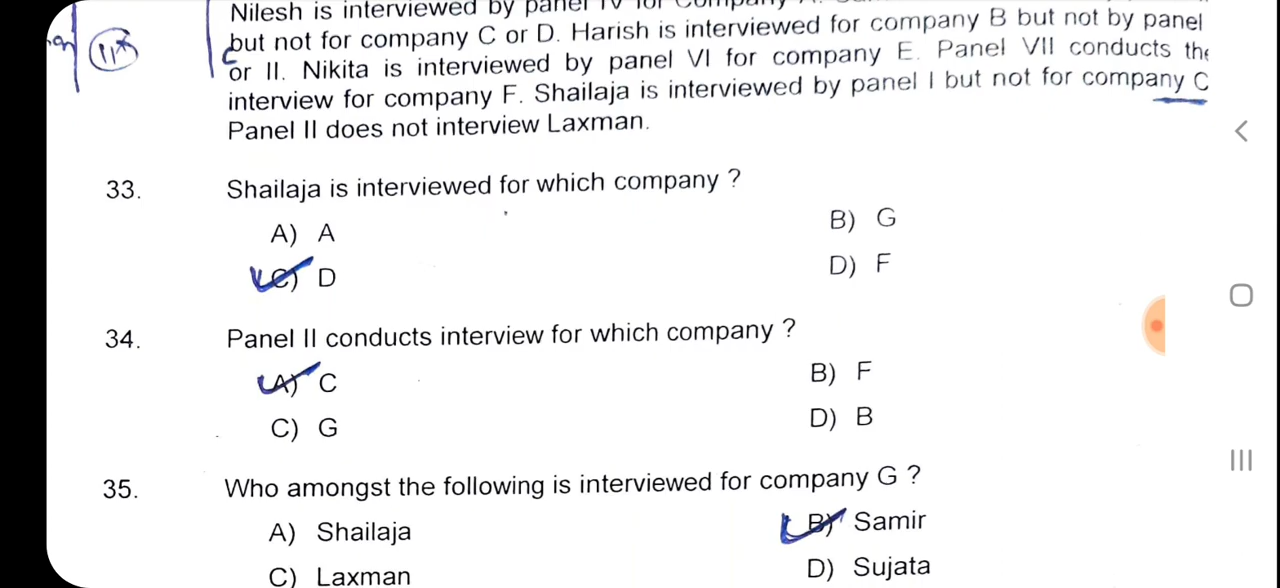 Nilesh is interviewed by panel IV for Company A.
but not for company C or D. Harish is interviewed for company B but not by panel
or II. Nikita is interviewed by panel VI for company E. Panel VII conducts the
interview for company F. Shailaja is interviewed by panel I but not for company C
Panel II does not interview Laxman.
33. Shailaja is interviewed for which company ?
A) A
B) G
C) D
D) F
34. Panel II conducts interview for which company ?
A) C
B) F
C) G
D) B
35. Who amongst the following is interviewed for company G ?
A) Shailaja
B) Samir
C) Laxman
D) Sujata